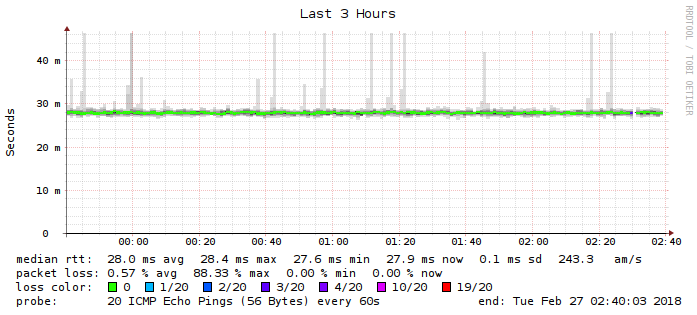 Last 3 Hours
RRDTOOL / TOBI OETIKER
Seconds
40 m
30 m
20 m
10 m
0
00:00 00:20 00:40 01:00 01:20 01:40 02:00 02:20 02:40
median rtt: 28.0 ms avg 28.4 ms max 27.6 ms min 27.9 ms now 0.1 ms sd 243.3 am/s
packet loss: 0.57 % avg 88.33 % max 0.00 % min 0.00 % now
loss color: 0 1/20 2/20 3/20 4/20 10/20 19/20
probe: 20 ICMP Echo Pings (56 Bytes) every 60s end: Tue Feb 27 02:40:03 2018